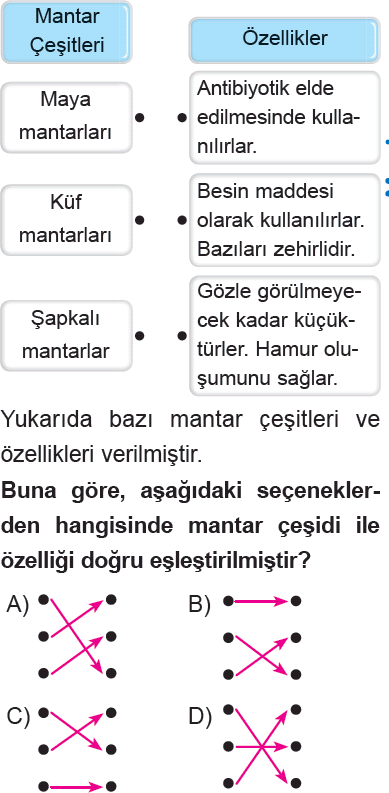 Mantar
Çeşitleri
Özellikler
Maya
mantarları
Antibiyotik elde
edilmesinde kulla-
nılırlar.
Küf
mantarları
Besin maddesi
olarak kullanılırlar.
Bazıları zehirlidir.
Şapkalı
mantarlar
Gözle görülmeye-
cek kadar küçük-
türler. Hamur olu-
şumunu sağlar.
Yukarıda bazı mantar çeşitleri ve
özellikleri verilmiştir.
Buna göre, aşağıdaki seçenekler-
den hangisinde mantar çeşidi ile
özelliği doğru eşleştirilmiştir?
A)
B)
C)
D)